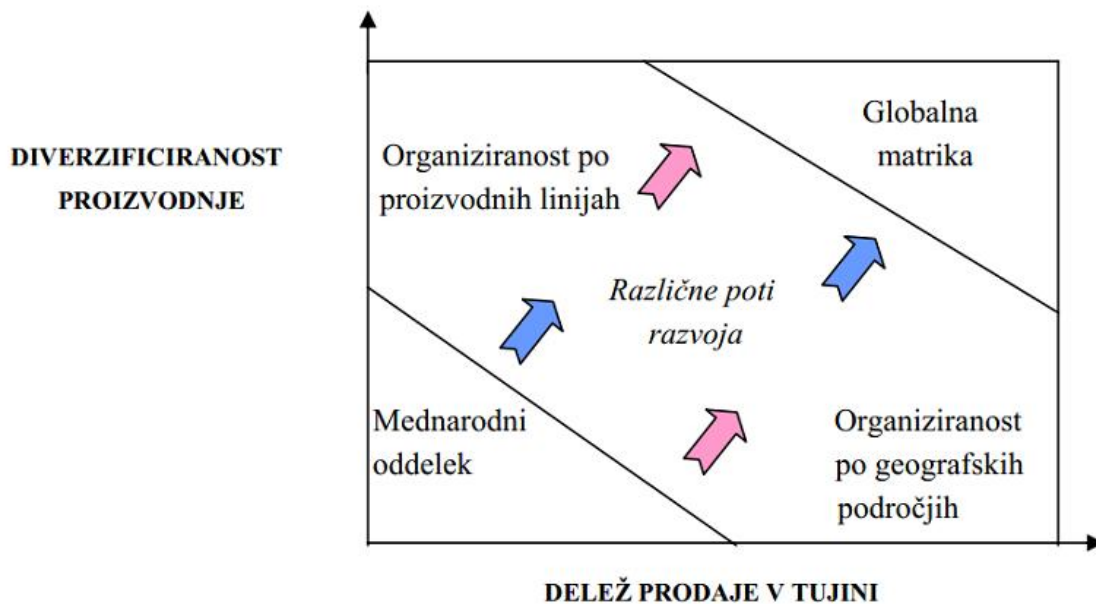 DIVERZIFICIRANOST
PROIZVODNJE
Organiziranost po
proizvodnih linijah
Globalna
matrika
Različne poti
razvoja
Mednarodni
oddelek
Organiziranost
po geografskih
področjih
DELEŽ PRODAJE V TUJINI